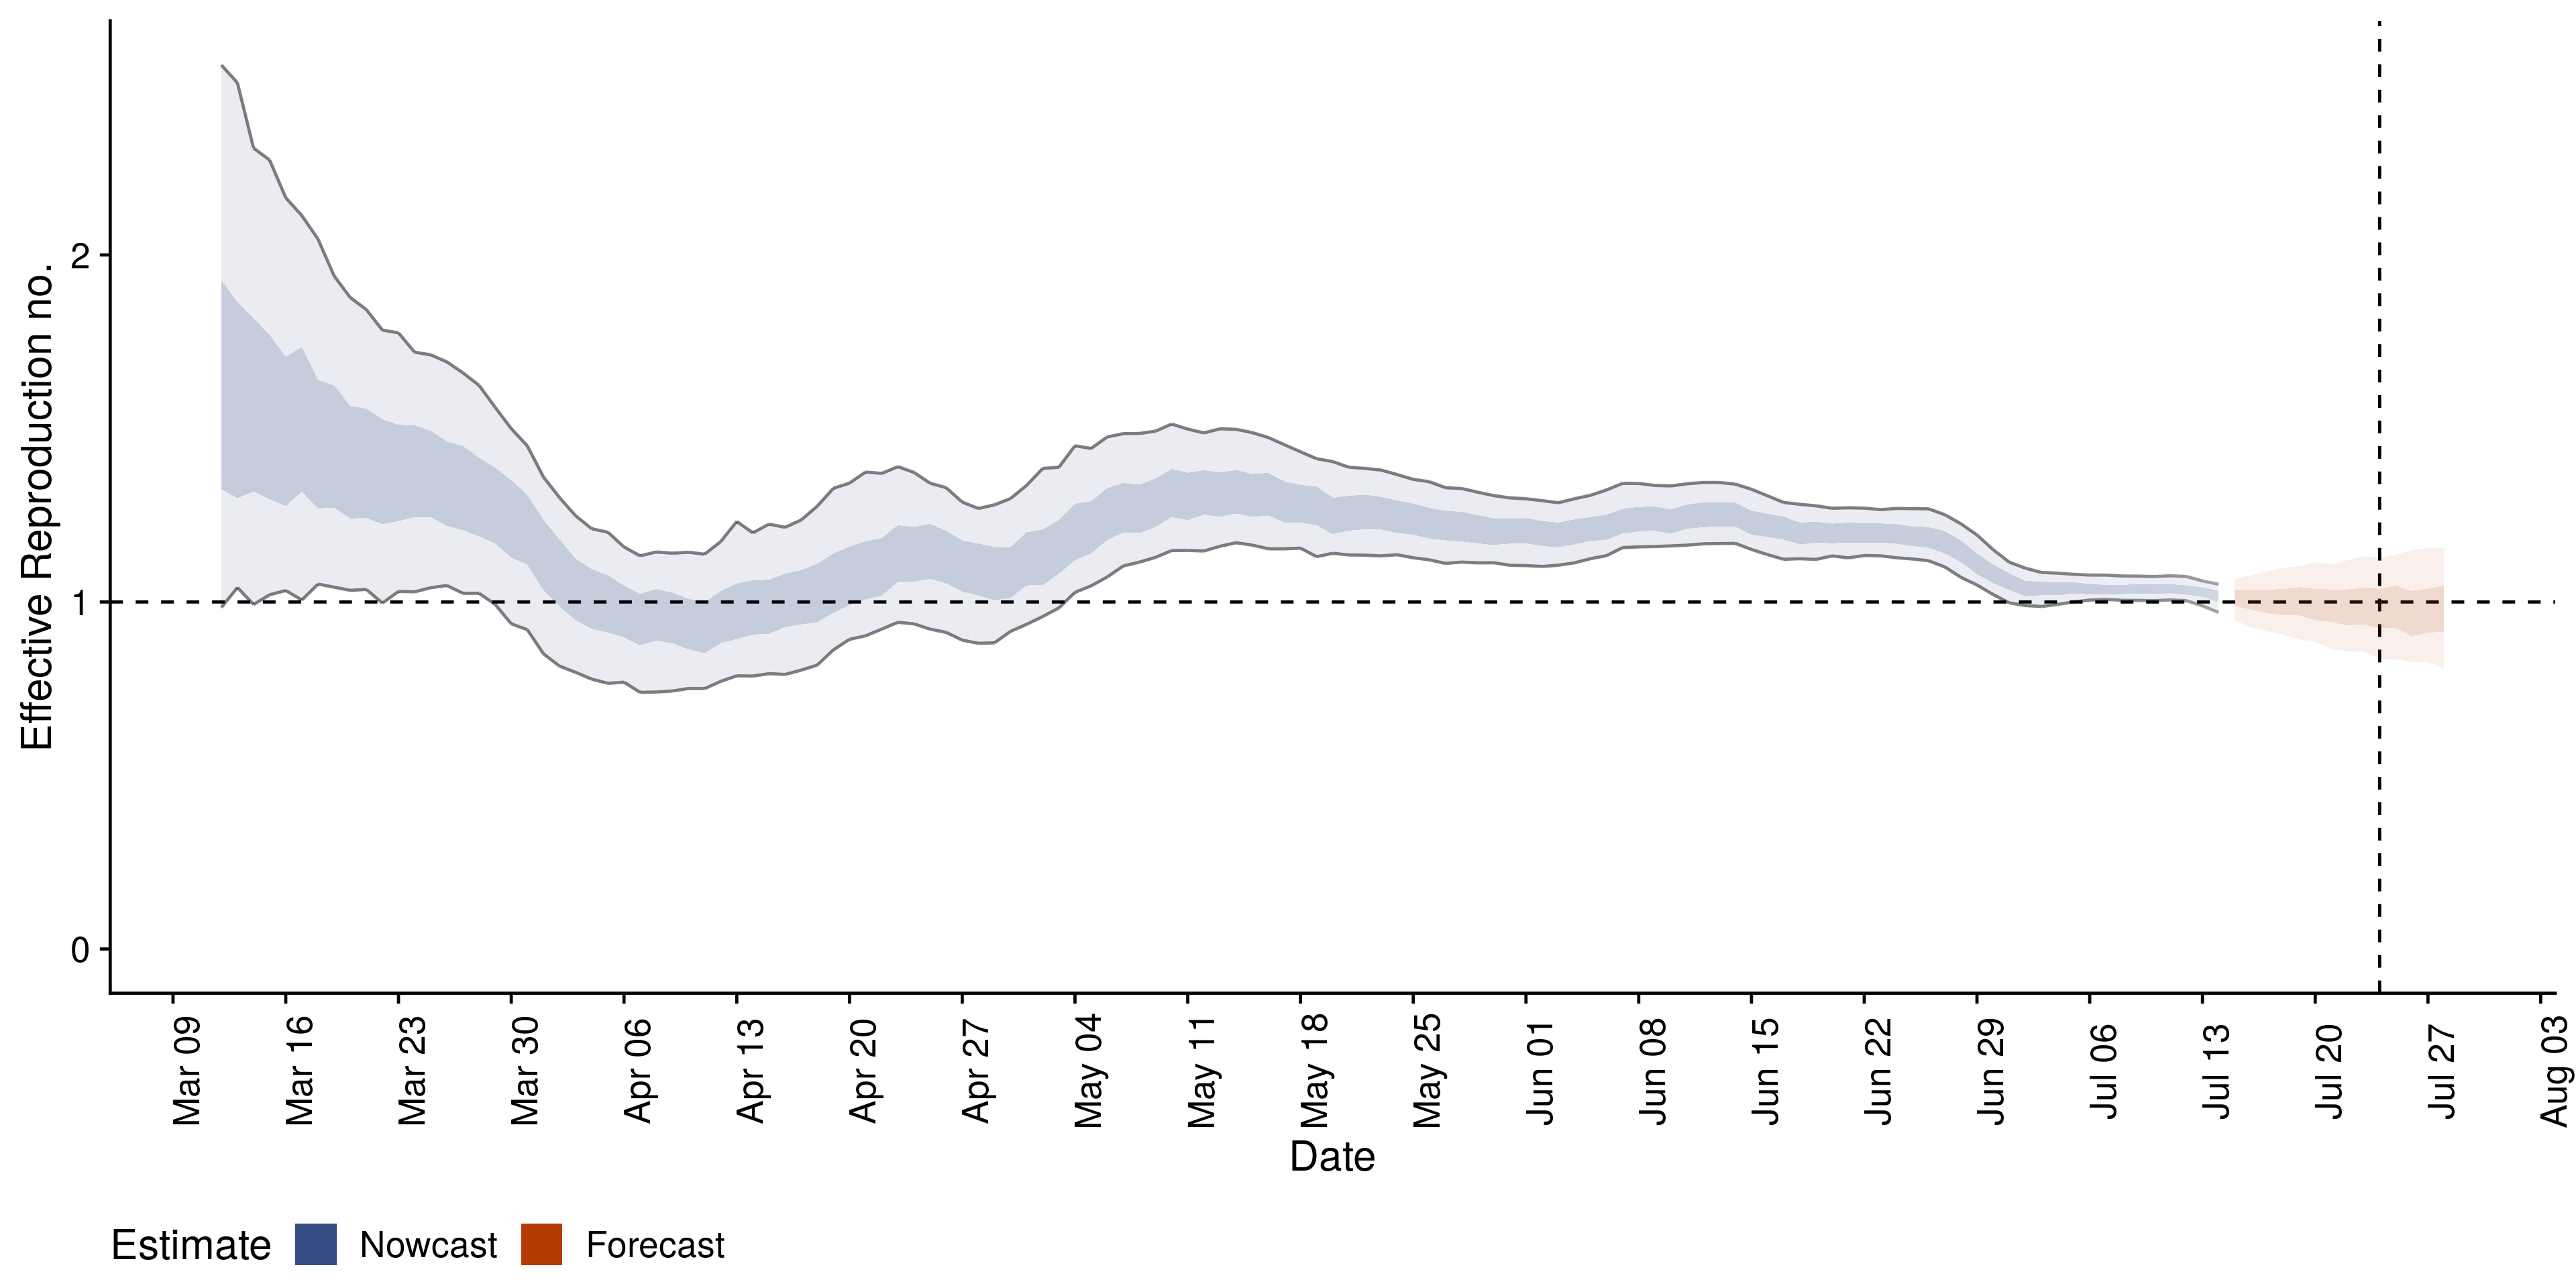 Effective Reproduction no.
2
1
0
Mar 09
Mar 16
Mar 23
Mar 30
Apr 06
Apr 13
Apr 20
Apr 27
May 04
May 11
May 18
May 25
Jun 01
Jun 08
Jun 15
Jun 22
Jun 29
Jul 06
Jul 13
Jul 20
Jul 27
Aug 03
Date
Estimate Nowcast Forecast